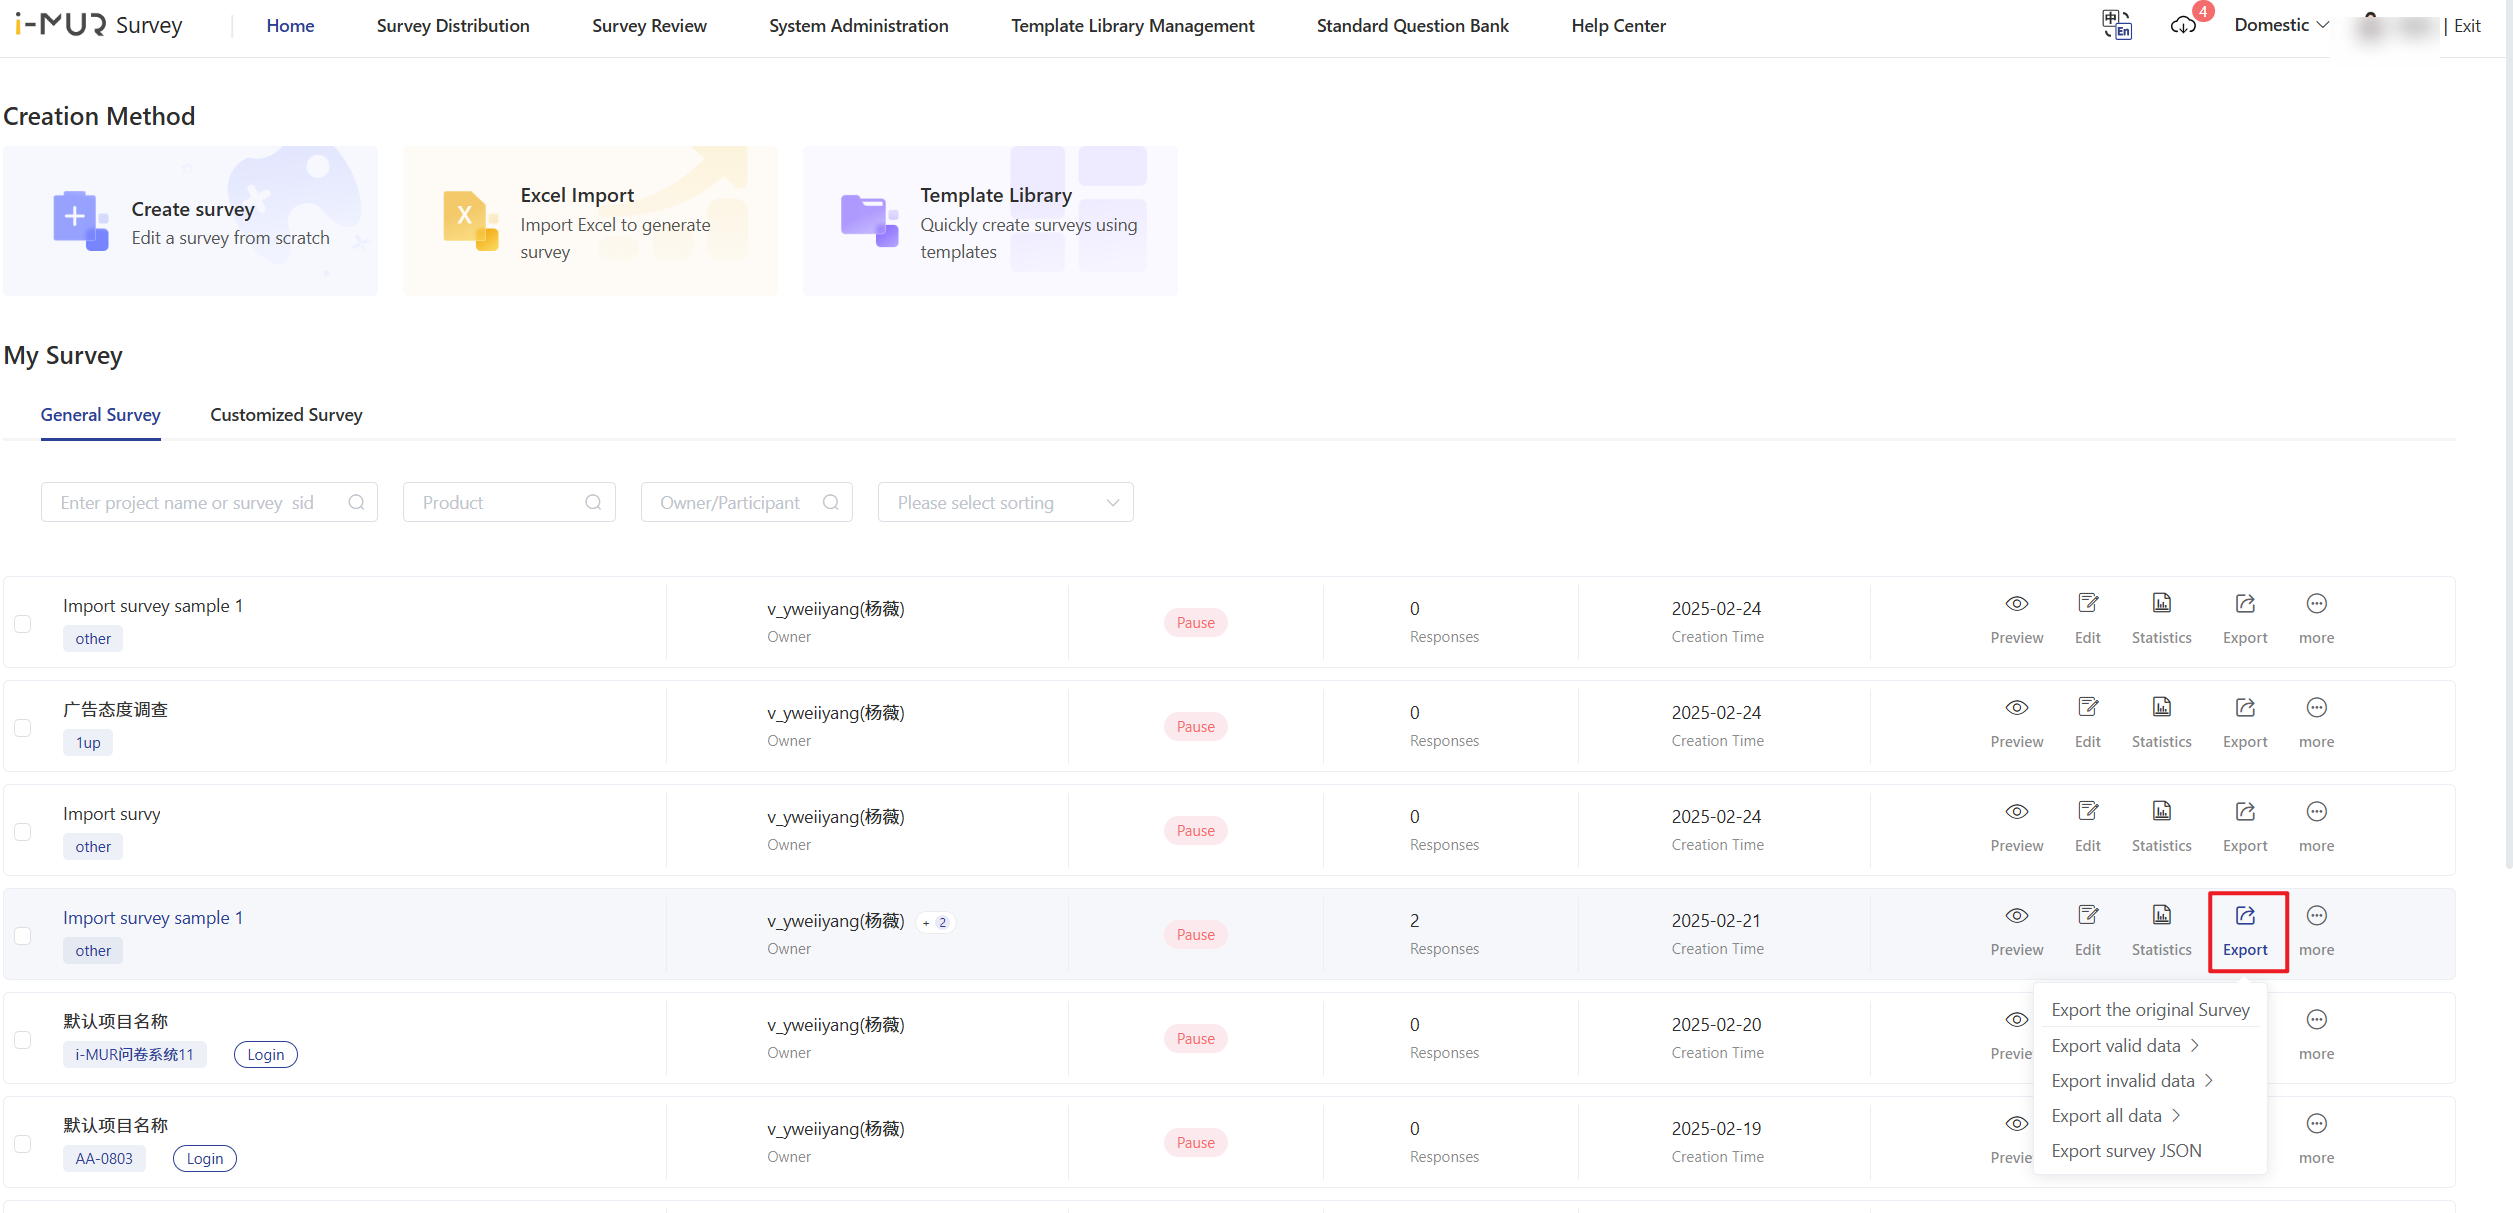 i-MUR Survey
Home
Survey Distribution
Survey Review
System Administration
Template Library Management
Standard Question Bank
Help Center
中 En
4
Domestic
| Exit
Creation Method
Create survey
Edit a survey from scratch
X
Excel Import
Import Excel to generate
survey
Template Library
Quickly create surveys using
templates
My Survey
General Survey
Customized Survey
Enter project name or survey sid
Product
Owner/Participant
Please select sorting
Import survey sample 1
other
v_yweiiyang(杨薇)
Owner
Pause
0
Responses
2025-02-24
Creation Time
Preview
Edit
Statistics
Export
more
广告态度调查
1up
v_yweiiyang(杨薇)
Owner
Pause
0
Responses
2025-02-24
Creation Time
Preview
Edit
Statistics
Export
more
Import survy
other
v_yweiiyang(杨薇)
Owner
Pause
0
Responses
2025-02-24
Creation Time
Preview
Edit
Statistics
Export
more
Import survey sample 1
other
v_yweiiyang(杨薇) + 2
Owner
Pause
2
Responses
2025-02-21
Creation Time
Preview
Edit
Statistics
Export
more
Export the original Survey
Export valid data >
Export invalid data >
Export all data >
Export survey JSON
默认项目名称
i-MUR问卷系统11
Login
v_yweiiyang(杨薇)
Owner
Pause
0
Responses
2025-02-20
Creation Time
Previe
more
默认项目名称
AA-0803
Login
v_yweiiyang(杨薇)
Owner
Pause
0
Responses
2025-02-19
Creation Time
Previe
more